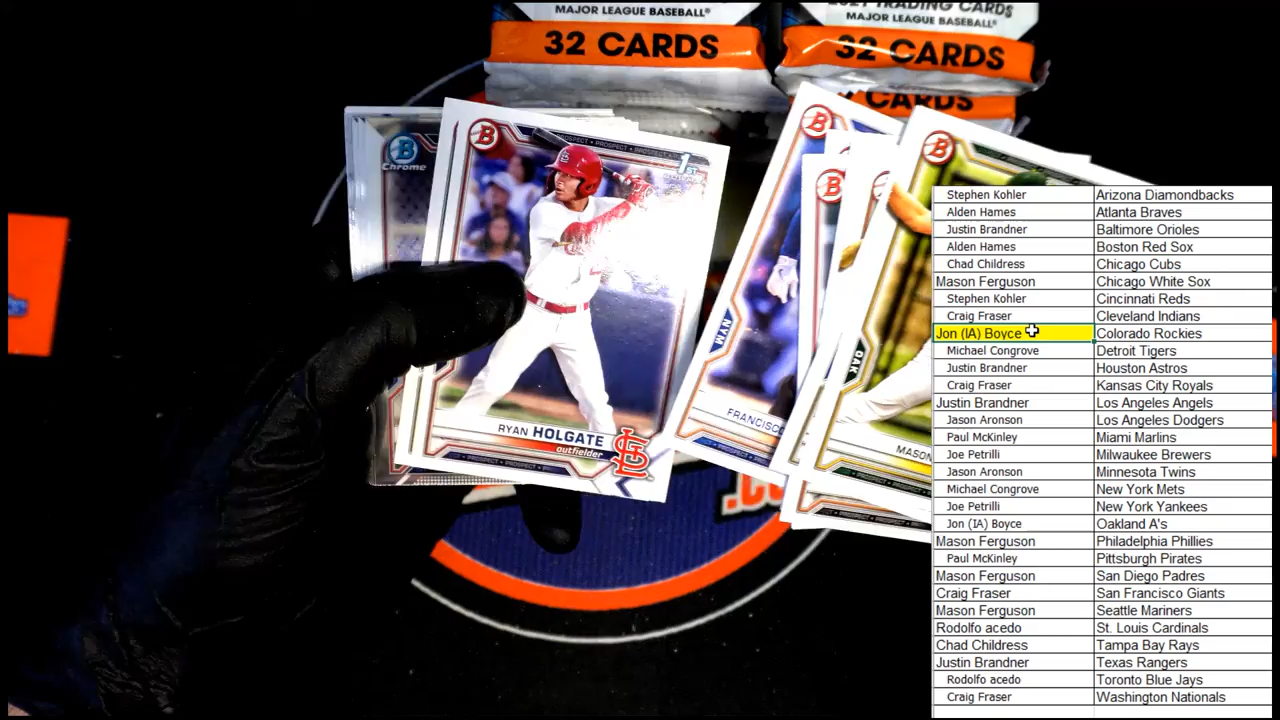 MAJOR LEAGUE BASEBALL®
32 CARDS
TRADING CARDS
MAJOR LEAGUE BASEBALL®
32 CARDS
CARDS
B
Chrome
B
PROSPECT
1ST
RYAN HOLGATE
outfielder
PROSPECT
B
B
NYM
FRANCISCO
PROSPECT
B
OAK
MASON
PROSPECT
Stephen Kohler Arizona Diamondbacks
Alden Hames Atlanta Braves
Justin Brandner Baltimore Orioles
Alden Hames Boston Red Sox
Chad Childress Chicago Cubs
Mason Ferguson Chicago White Sox
Stephen Kohler Cincinnati Reds
Craig Fraser Cleveland Indians
Jon (IA) Boyce Colorado Rockies
Michael Congrove Detroit Tigers
Justin Brandner Houston Astros
Craig Fraser Kansas City Royals
Justin Brandner Los Angeles Angels
Jason Aronson Los Angeles Dodgers
Paul McKinley Miami Marlins
Joe Petrilli Milwaukee Brewers
Jason Aronson Minnesota Twins
Michael Congrove New York Mets
Joe Petrilli New York Yankees
Jon (IA) Boyce Oakland A's
Mason Ferguson Philadelphia Phillies
Paul McKinley Pittsburgh Pirates
Mason Ferguson San Diego Padres
Craig Fraser San Francisco Giants
Mason Ferguson Seattle Mariners
Rodolfo acedo St. Louis Cardinals
Chad Childress Tampa Bay Rays
Justin Brandner Texas Rangers
Rodolfo acedo Toronto Blue Jays
Craig Fraser Washington Nationals